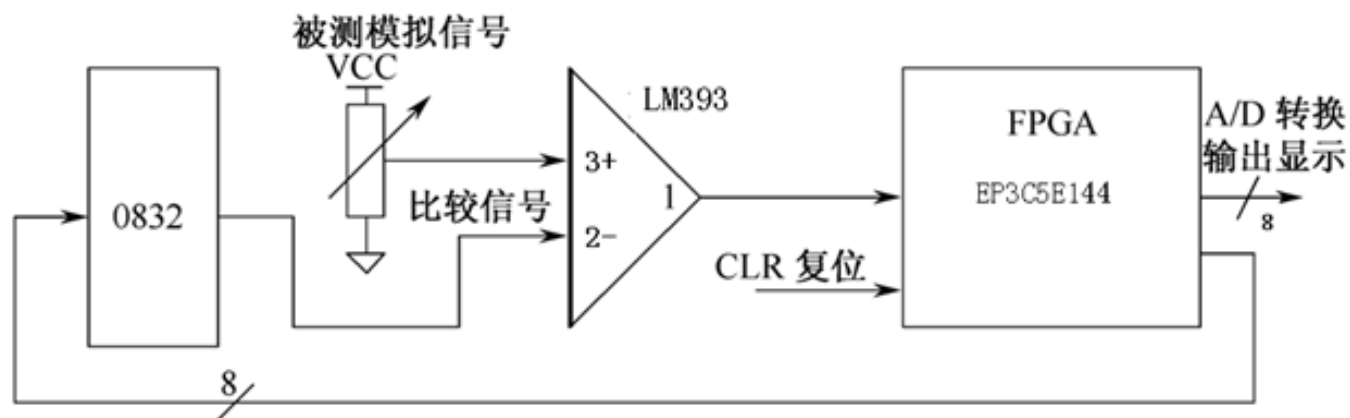 被测模拟信号
VCC
LM393
FPGA
A/D 转换
输出显示
3+
EP3C5E144
0832
比较信号
1
8
2-
CLR 复位
8